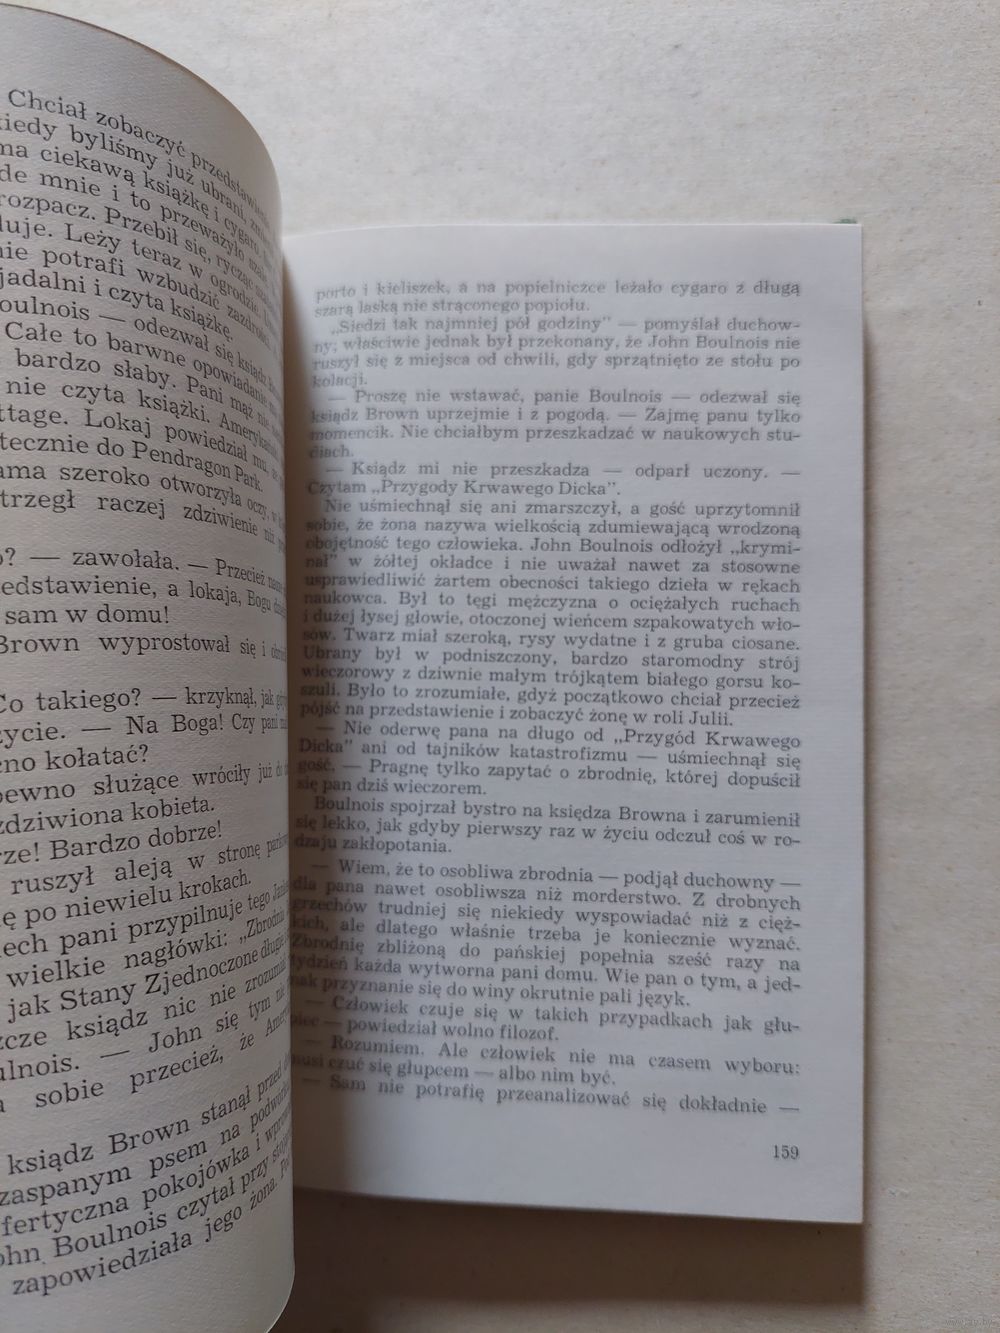 Chciał zobaczyć przedstawienie
kiedy byliśmy już ubrani,
ma ciekawą książkę i cygaro.
de mnie i to przeważyło
rozpacz. Przebił się, rycząc
duje. Leży teraz w ogrodzie.
nie potrafi wzbudzić zazdrości
jadalni i czyta książkę.
oulnois — odezwał się ksiądz
Całe to barwne opowiadanie
bardzo słaby. Pani mąż nie
nie czyta książki.
ttage. Lokaj powiedział mu,
tecznie do Pendragon Park.
ama szeroko otworzyła oczy,
trzegł raczej zdziwienie niż
o? — zawołała. — Przecież
edstawienie, a lokaja, Bogu
sam w domu!
Brown wyprostował się i
Co takiego? — krzyknął, jak
życie. — Na Boga! Czy pani
no kołatać?
pewno służące wróciły już do
zdziwiona kobieta.
rze! Bardzo dobrze!
ruszył aleją w stronę
ę po niewielu krokach.
iech pani przypilnuje tego
wielkie nagłówki: „Zbrodnia
jak Stany Zjednoczone długie
zcze ksiądz nic nie zrozumiał
ulnois. — John się tym nie
a sobie przecież, że
ksiądz Brown stanął przed
zaspanym psem na podwórku
fertyczna pokojówka i
ohn Boulnois czytał przy
zapowiedziała jego żona.
porto i kieliszek, a na popielniczce leżało cygaro z długą
szarą laską nie strąconego popiołu.
„Siedzi tak najmniej pół godziny” — pomyślał duchow-
ny, właściwie jednak był przekonany, że John Boulnois nie
ruszył się z miejsca od chwili, gdy sprzątnięto ze stołu po
kolacji.
— Proszę nie wstawać, panie Boulnois — odezwał się
ksiądz Brown uprzejmie i z pogodą. — Zajmę panu tylko
momencik. Nie chciałbym przeszkadzać w naukowych stu-
diach.
— Ksiądz mi nie przeszkadza — odparł uczony. —
Czytam „Przygody Krwawego Dicka”.
Nie uśmiechnął się ani zmarszczył, a gość uprzytomnił
sobie, że żona nazywa wielkością zdumiewającą wrodzoną
obojętność tego człowieka. John Boulnois odłożył „krymi-
nał” w żółtej okładce i nie uważał nawet za stosowne
usprawiedliwić żartem obecności takiego dzieła w rękach
naukowca. Był to tęgi mężczyzna o ociężałych ruchach
i dużej łysej głowie, otoczonej wieńcem szpakowatych wło-
sów. Twarz miał szeroką, rysy wydatne i z gruba ciosane.
Ubrany był w podniszczony, bardzo staromodny strój
wieczorowy z dziwnie małym trójkątem białego gorsu ko-
szuli. Było to zrozumiałe, gdyż początkowo chciał przecież
pójść na przedstawienie i zobaczyć żonę w roli Julii.
— Nie oderwę pana na długo od „Przygód Krwawego
Dicka” ani od tajników katastrofizmu — uśmiechnął się
gość. — Pragnę tylko zapytać o zbrodnię, której dopuścił
się pan dziś wieczorem.
Boulnois spojrzał bystro na księdza Browna i zarumienił
się lekko, jak gdyby pierwszy raz w życiu odczuł coś w ro-
dzaju zakłopotania.
— Wiem, że to osobliwa zbrodnia — podjął duchowny —
dla pana nawet osobliwsza niż morderstwo. Z drobnych
grzechów trudniej się niekiedy wyspowiadać niż z cięż-
kich, ale dlatego właśnie trzeba je koniecznie wyznać.
Zbrodnię zbliżoną do pańskiej popełnia sześć razy na
tydzień każda wytworna pani domu. Wie pan o tym, a jed-
nak przyznanie się do winy okrutnie pali język.
— Człowiek czuje się w takich przypadkach jak głu-
piec — powiedział wolno filozof.
— Rozumiem. Ale człowiek nie ma czasem wyboru:
musi czuć się głupcem — albo nim być.
— Sam nie potrafię przeanalizować się dokładnie —
159